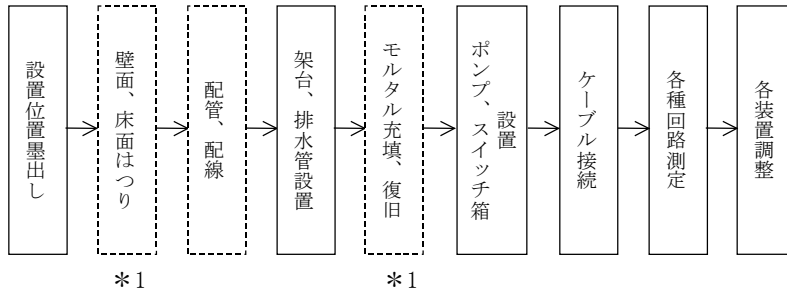 設置位置墨出し
壁面、床面はつり
配管、配線
架台、排水管設置
モルタル充填、復旧
ポンプ、スイッチ箱
設置
ケーブル接続
各種回路測定
各装置調整
＊1
＊1